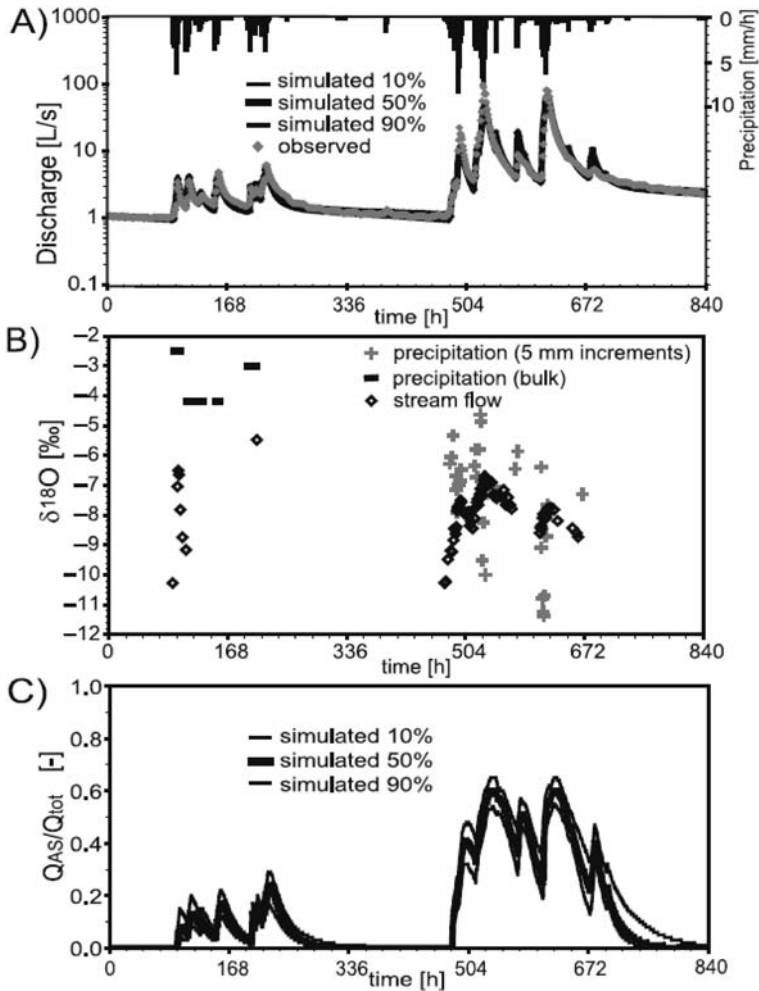 A)
1000
100
10
1
0.1
Discharge [L/s]
simulated 10%
simulated 50%
simulated 90%
observed
0
5
10
Precipitation [mm/h]
0 168 336 504 672 840
time [h]
B)
−2
−3
−4
−5
−6
−7
−8
−9
−10
−11
−12
δ18O [‰]
precipitation (5 mm increments)
precipitation (bulk)
stream flow
0 168 336 504 672 840
time [h]
C)
1.0
0.8
0.6
0.4
0.2
0.0
QAS/Qtot [-]
simulated 10%
simulated 50%
simulated 90%
0 168 336 504 672 840
time [h]